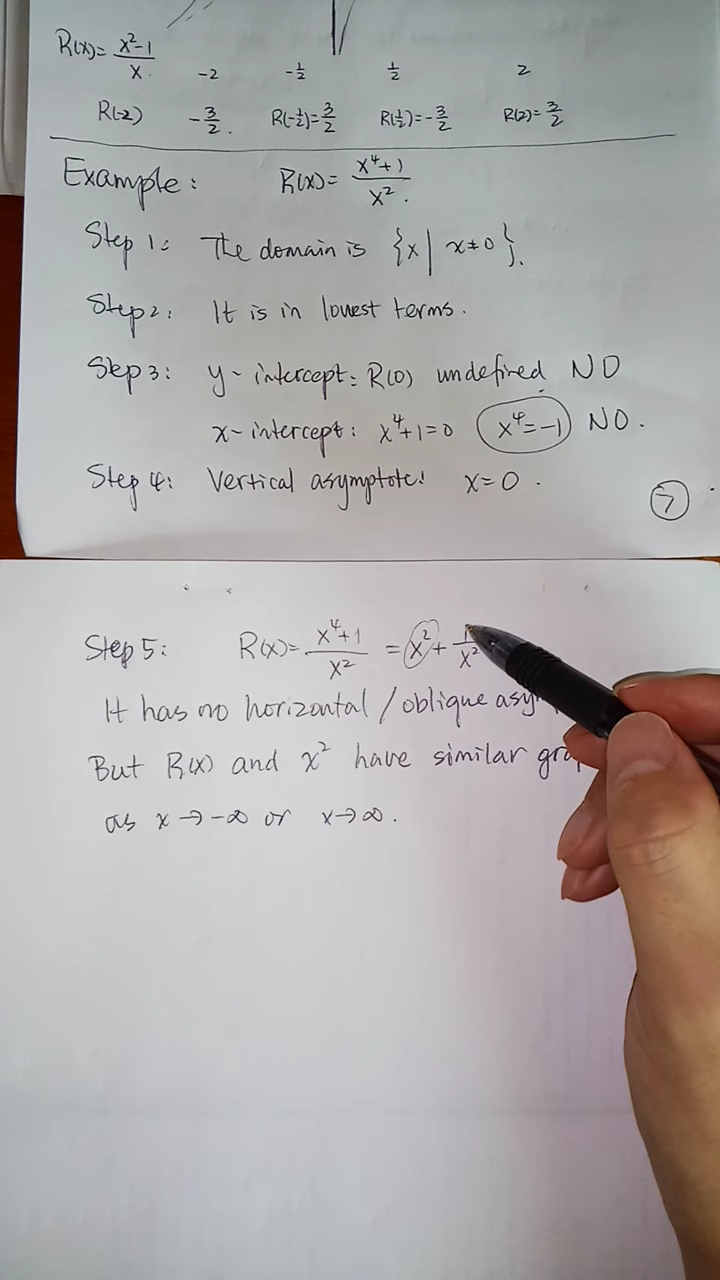 R(x)= x²-1 / x
-2 -1/2 1/2 2
R(-2) -3/2. R(-1/2)=3/2 R(1/2)=-3/2 R(2)=3/2
Example: R(x)= x⁴+1 / x².
Step 1: The domain is {x| x≠0}.
Step 2: It is in lowest terms.
Step 3: y-intercept: R(0) undefined NO
x-intercept: x⁴+1=0 x⁴=-1 NO.
Step 4: Vertical asymptote: x=0.
7
Step 5: R(x)= x⁴+1 / x² = x² + 1/x²
It has no horizontal/oblique
But R(x) and x² have similar
as x→-∞ or x→∞.